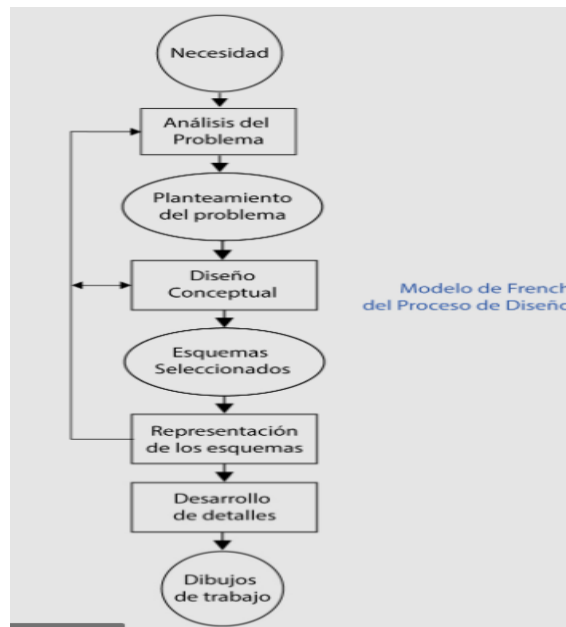 Necesidad
Análisis del
Problema
Planteamiento
del problema
Diseño
Conceptual
Modelo de French
del Proceso de Diseño
Esquemas
Seleccionados
Representación
de los esquemas
Desarrollo
de detalles
Dibujos
de trabajo